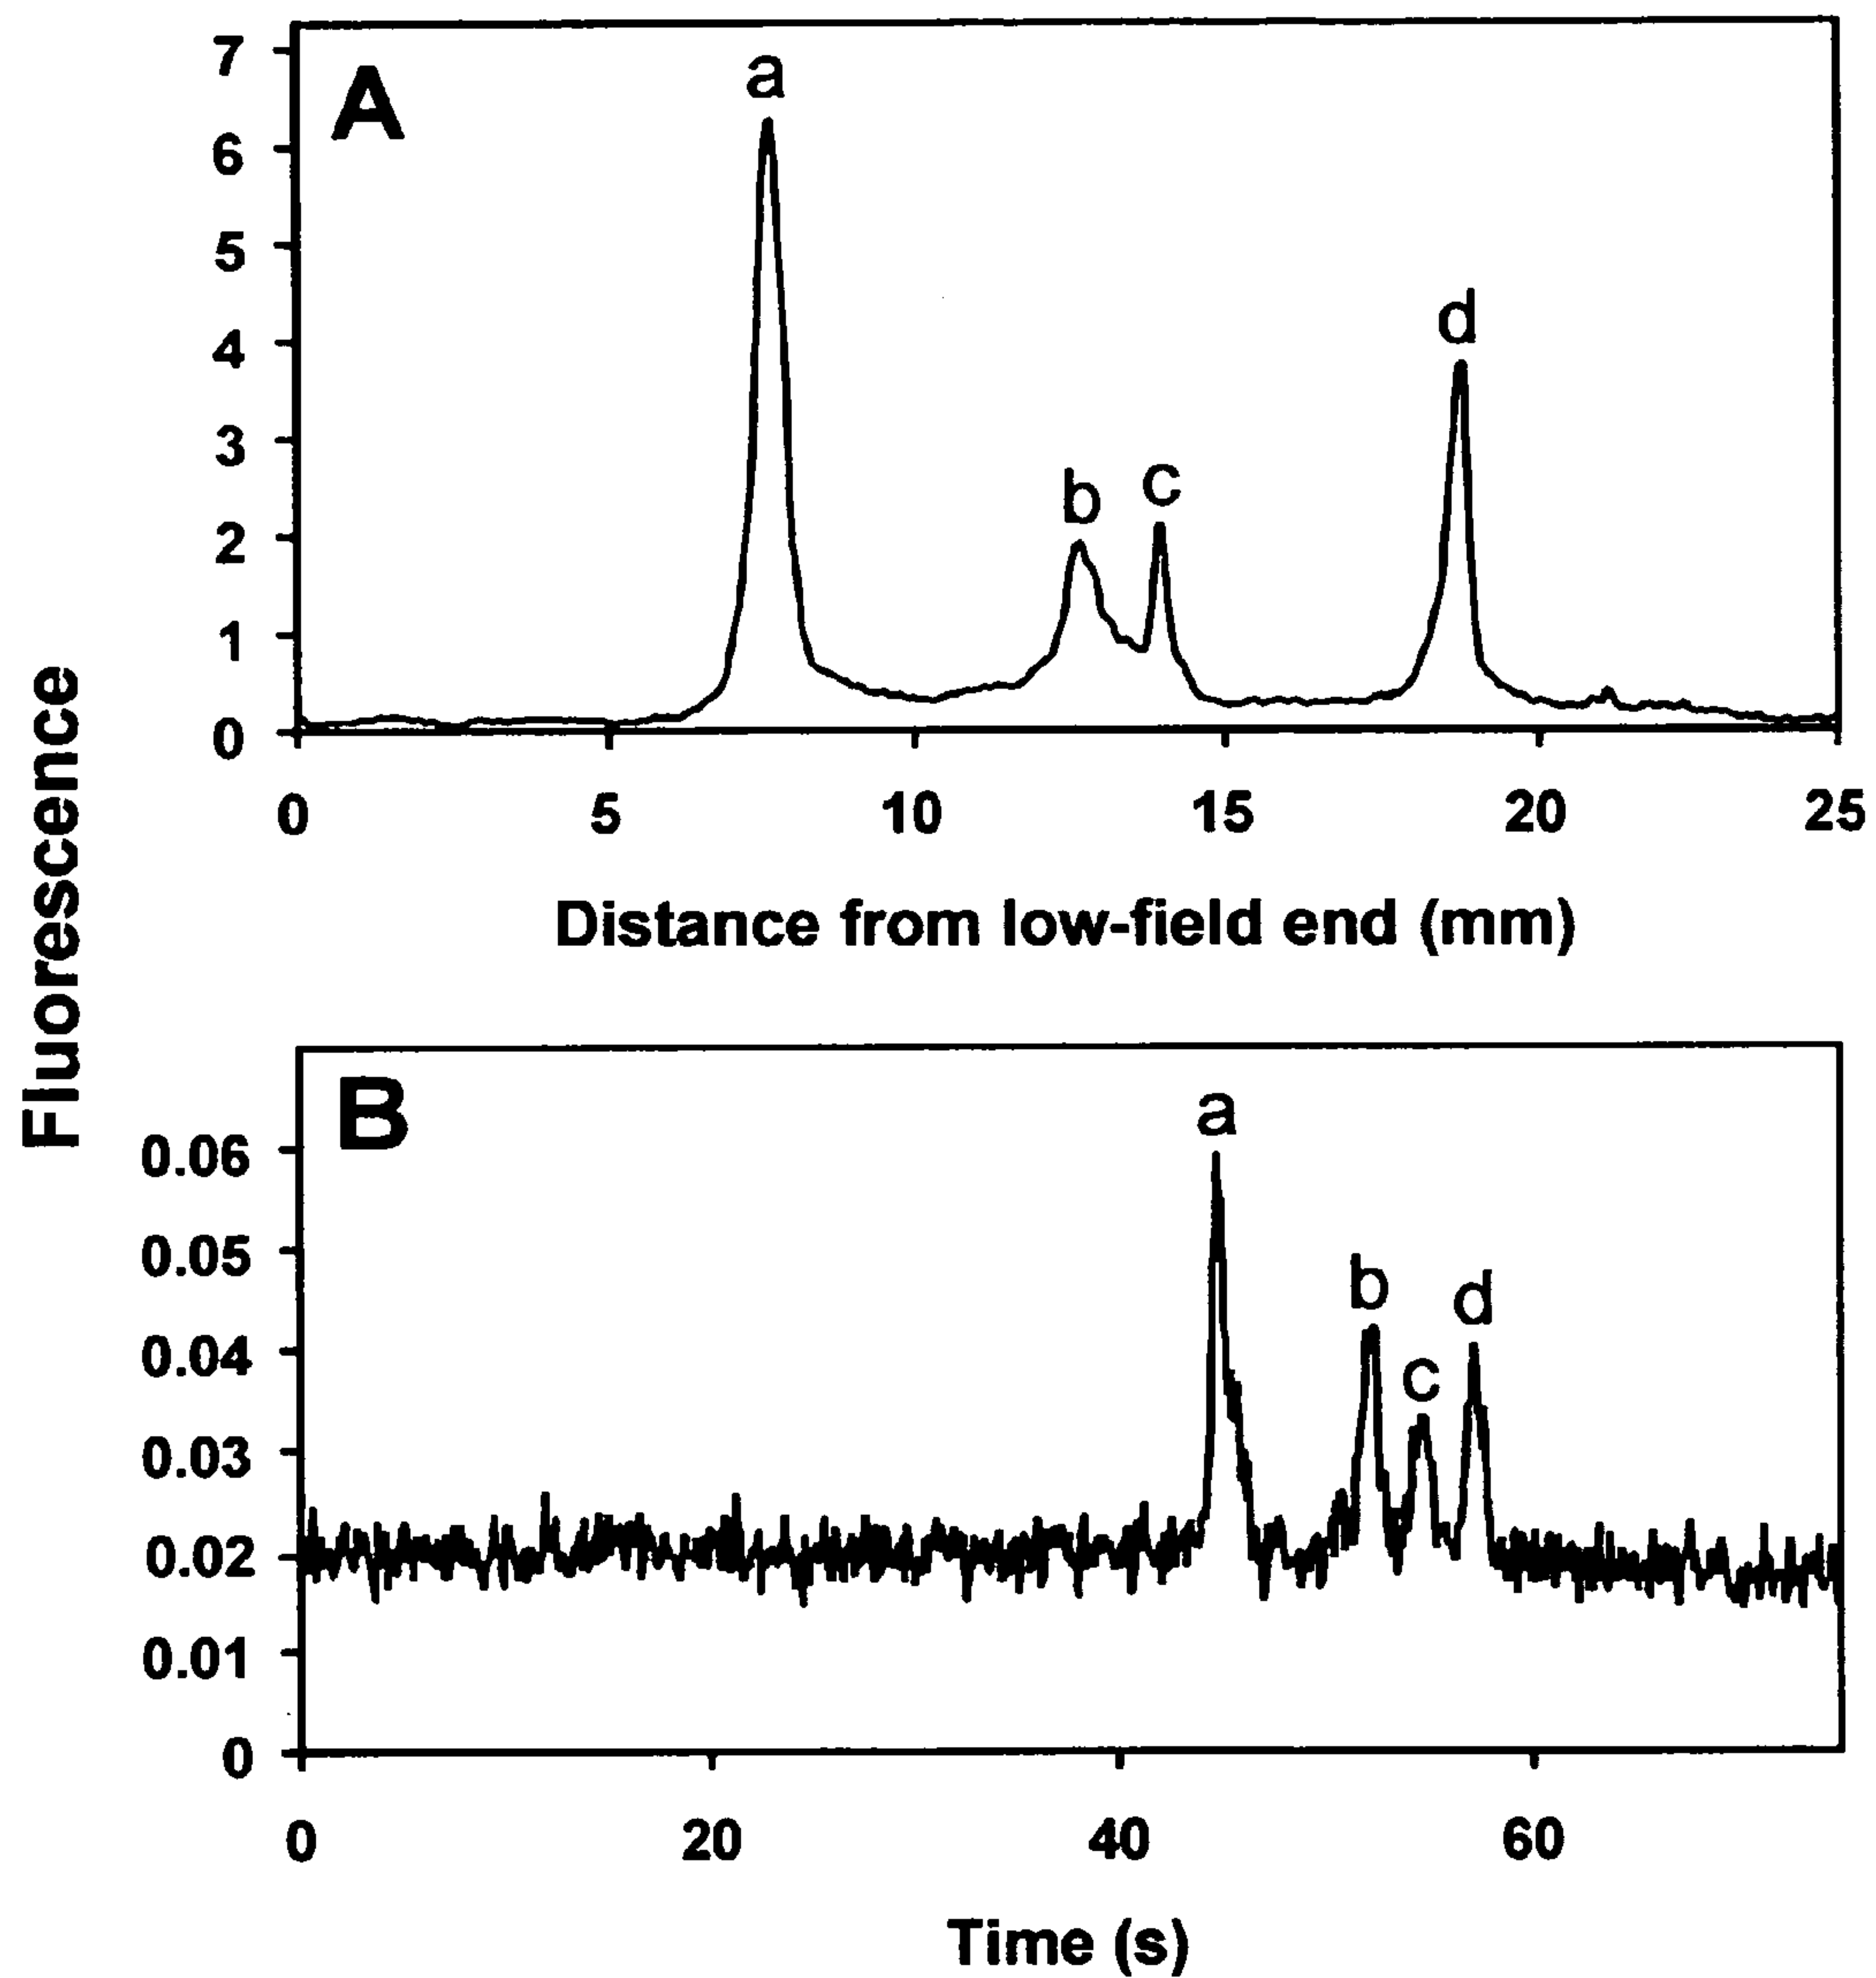 Fluorescence
A
a
b
c
d
7
6
5
4
3
2
1
0
0 5 10 15 20 25
Distance from low-field end (mm)
B
a
b
c
d
0.06
0.05
0.04
0.03
0.02
0.01
0
0 20 40 60
Time (s)